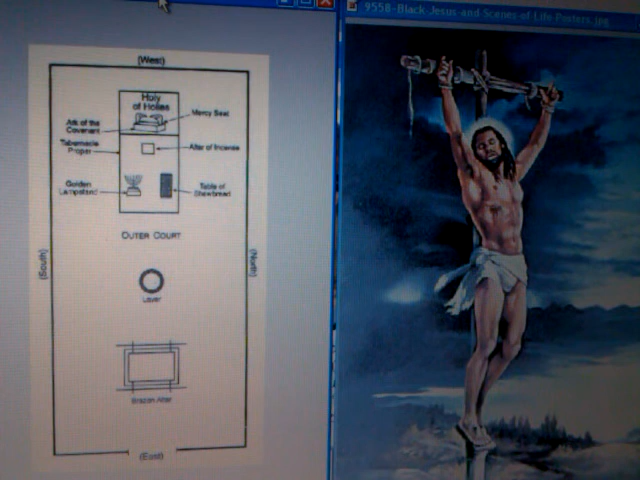 9558-Black Jesus-and-Scenes of Life Posters.jpg
(West)
Holy
of Holies
Mercy Seat
Ark of the
Covenant
Tabernacle
Proper
Altar of Incense
Golden
Lampstand
Table of
Shewbread
OUTER COURT
(South)
(North)
Laver
Brazen Altar
(East)